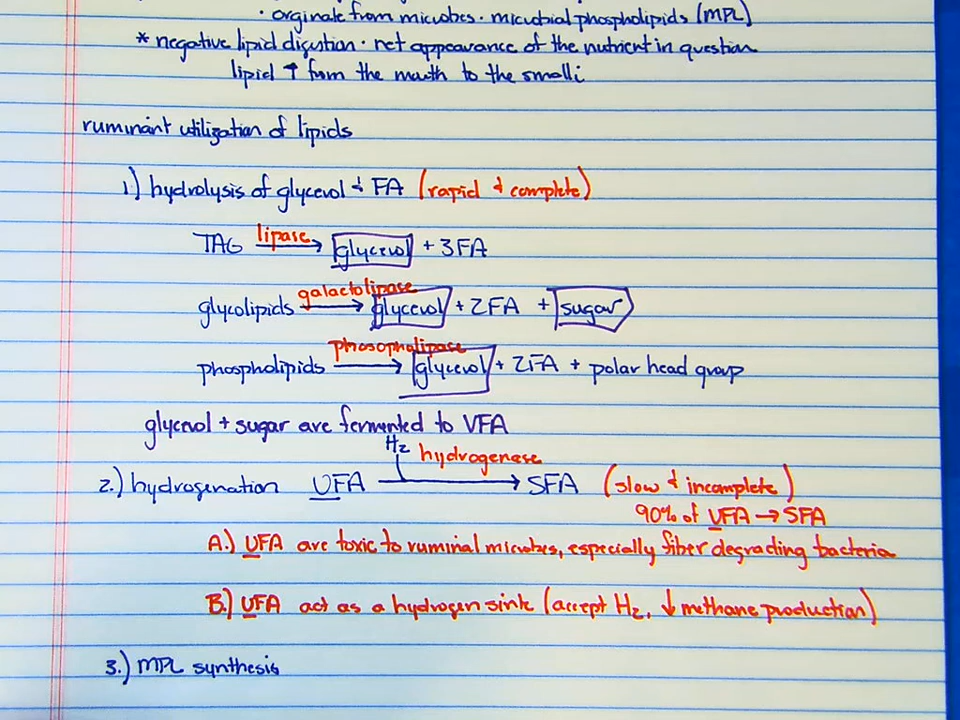 · orginate from microbes · microbial phospholipids (MPL)
* negative lipid digstion · net appearance of the nutrient in question
lipid ↑ from the mouth to the small i
ruminant utilization of lipids
1.) hydrolysis of glycerol & FA (rapid & complete)
TAG lipase → glycerol + 3FA
glycolipids galactolipase → glycerol + 2FA + sugar
phospholipids phosopholipase → glycerol + 2FA + polar head group
glycerol + sugar are fermented to VFA
H2 hydrogenase
2.) hydrogenation UFA → SFA (slow & incomplete)
90% of UFA → SFA
A.) UFA are toxic to ruminal microbes, especially fiber degrading bacteria
B.) UFA act as a hydrogen sink (accept H2, ↓ methane production)
3.) MPL synthesis